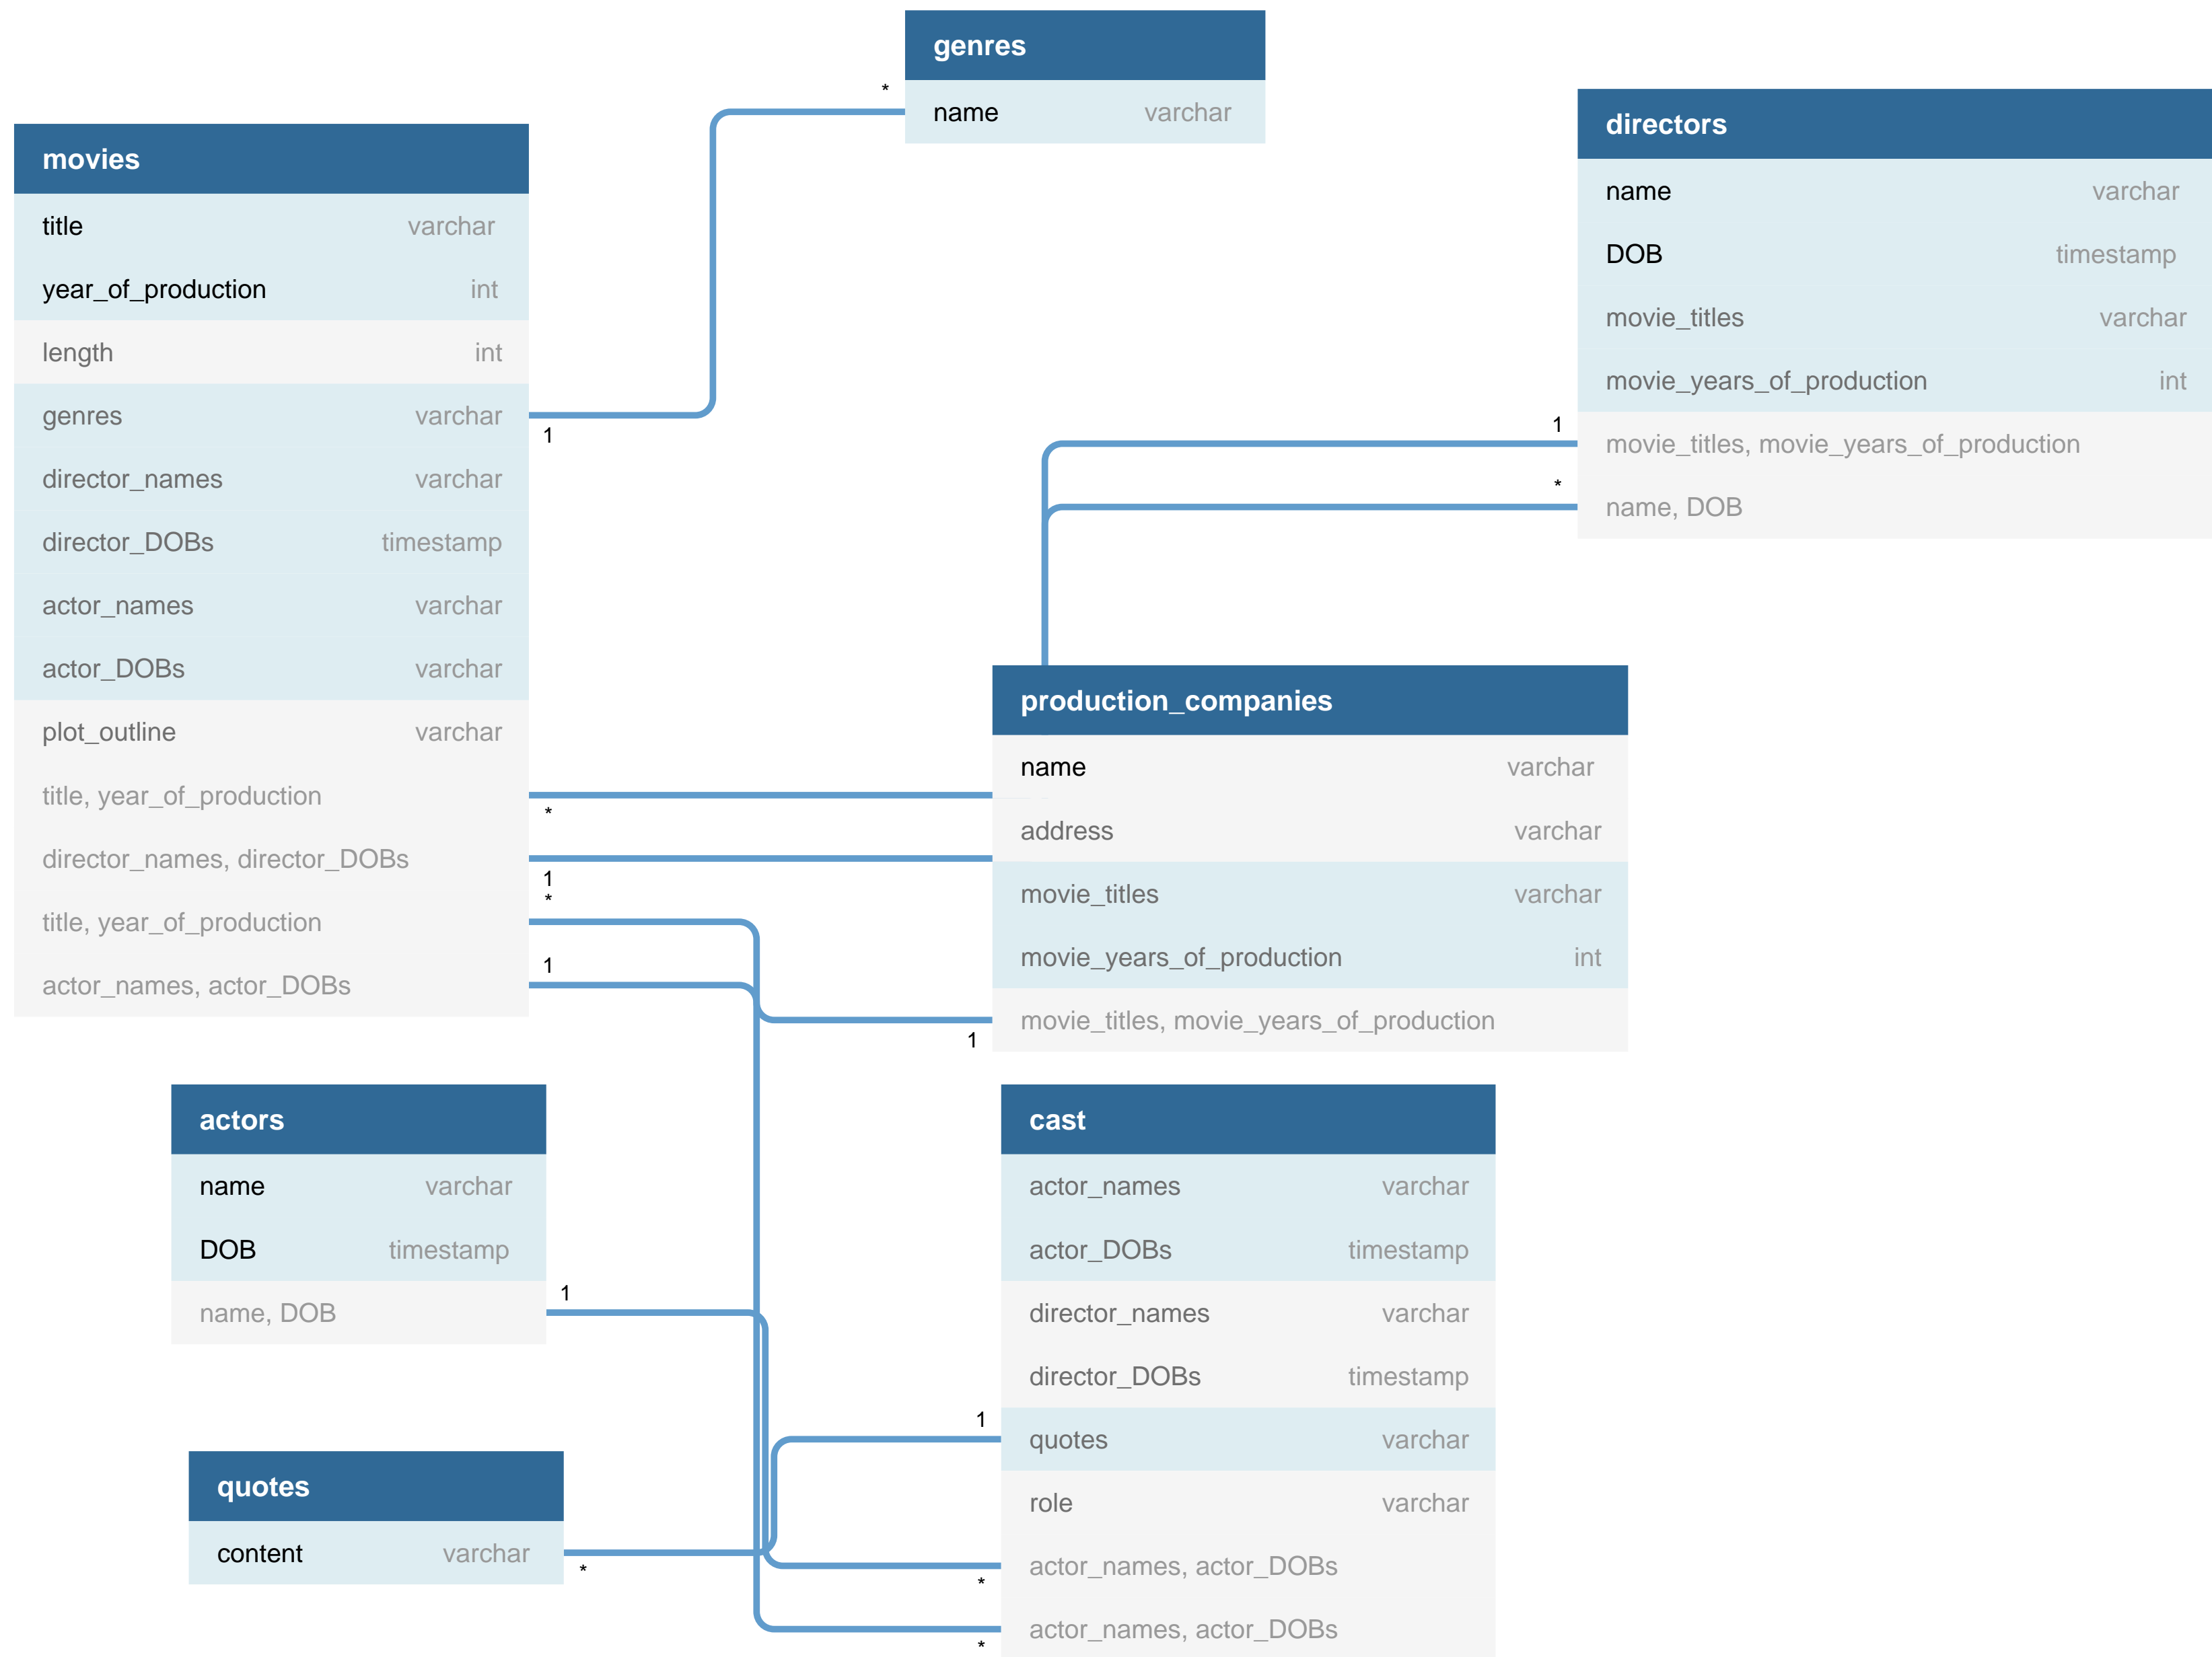 genres
name varchar
*
movies
title varchar
year_of_production int
length int
genres varchar
1
director_names varchar
director_DOBs timestamp
actor_names varchar
actor_DOBs varchar
plot_outline varchar
title, year_of_production
*
director_names, director_DOBs
1
*
title, year_of_production
1
actor_names, actor_DOBs
directors
name varchar
DOB timestamp
movie_titles varchar
movie_years_of_production int
1
movie_titles, movie_years_of_production
*
name, DOB
production_companies
name varchar
address varchar
movie_titles varchar
movie_years_of_production int
movie_titles, movie_years_of_production
1
actors
name varchar
DOB timestamp
1
name, DOB
quotes
content varchar
*
cast
actor_names varchar
actor_DOBs timestamp
director_names varchar
director_DOBs timestamp
1
quotes varchar
role varchar
actor_names, actor_DOBs
*
actor_names, actor_DOBs
*